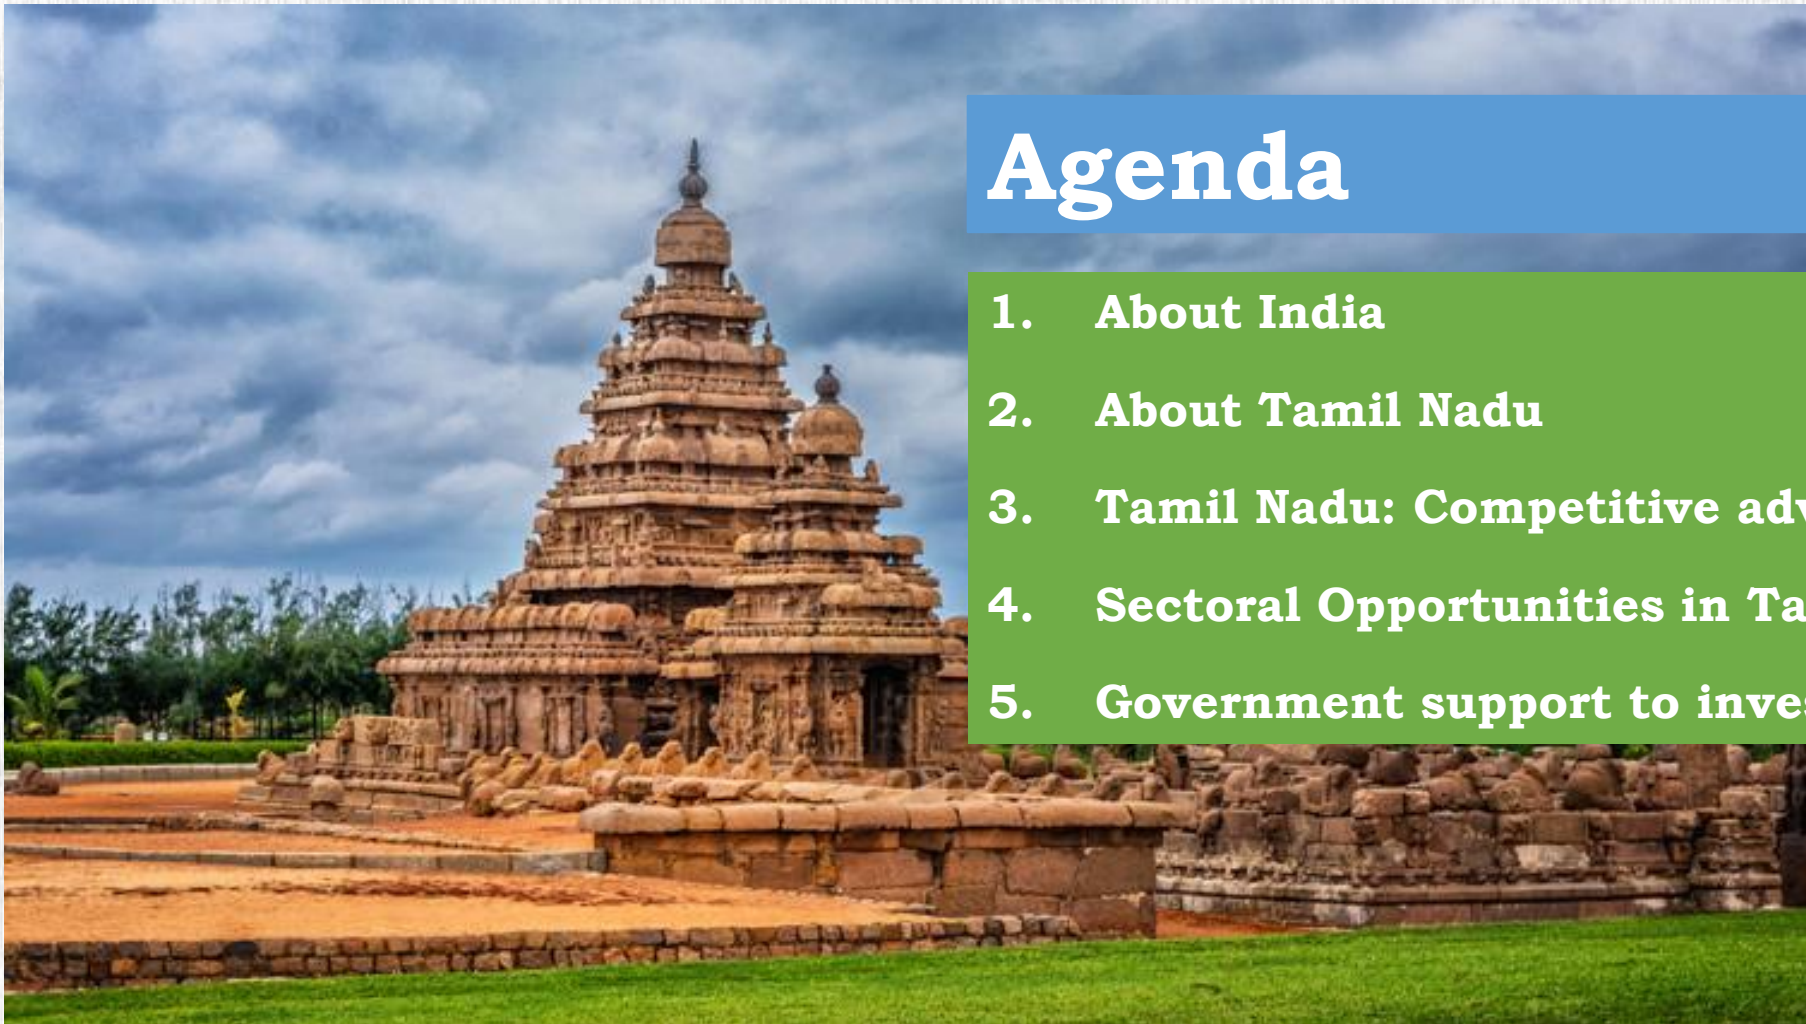 Agenda
1. About India
2. About Tamil Nadu
3. Tamil Nadu: Competitive
4. Sectoral Opportunities in
5. Government support to